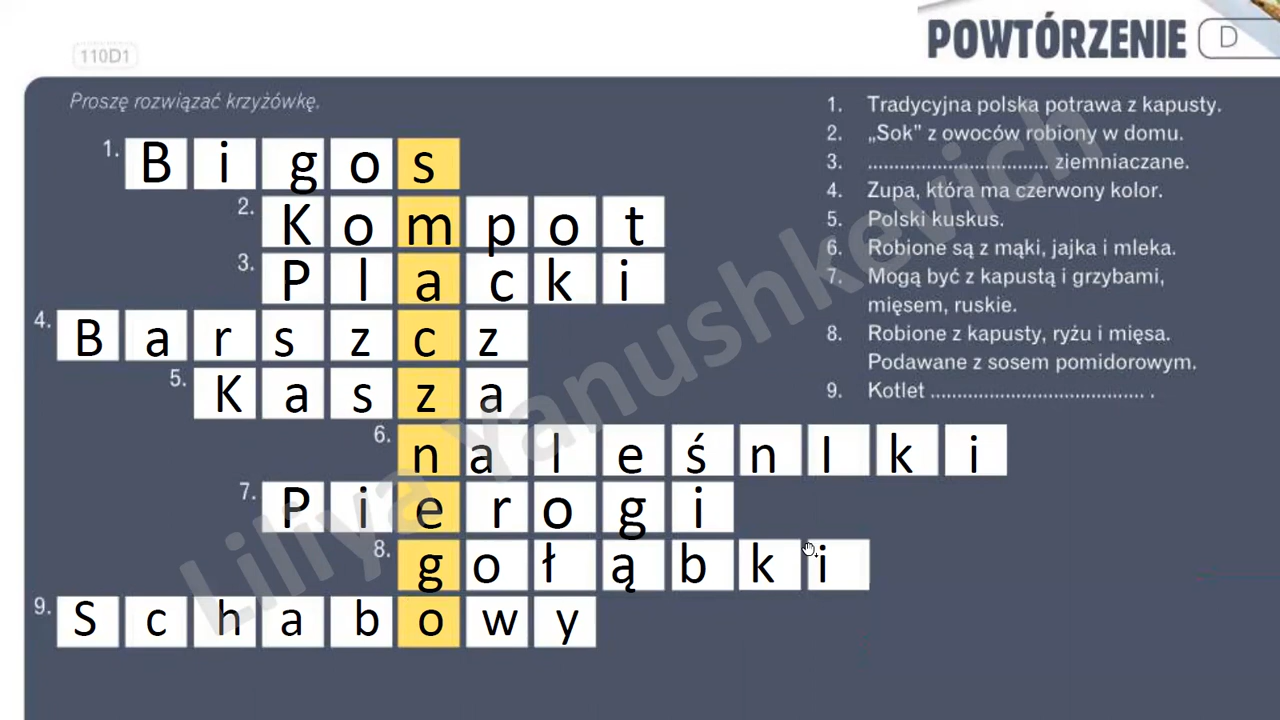 POWTÓRZENIE D
110D1
Proszę rozwiązać krzyżówkę.
1. Bigos
2. Kompot
3. Placki
4. Barszcz
5. Kasza
6. naleśnIki
7. Pierogi
8. gołąbki
9. Schabowy
1. Tradycyjna polska potrawa z kapusty.
2. „Sok” z owoców robiony w domu.
3. .................................. ziemniaczane.
4. Zupa, która ma czerwony kolor.
5. Polski kuskus.
6. Robione są z mąki, jajka i mleka.
7. Mogą być z kapustą i grzybami,
mięsem, ruskie.
8. Robione z kapusty, ryżu i mięsa.
Podawane z sosem pomidorowym.
9. Kotlet ........................................ .
Liliya Yanushkevich